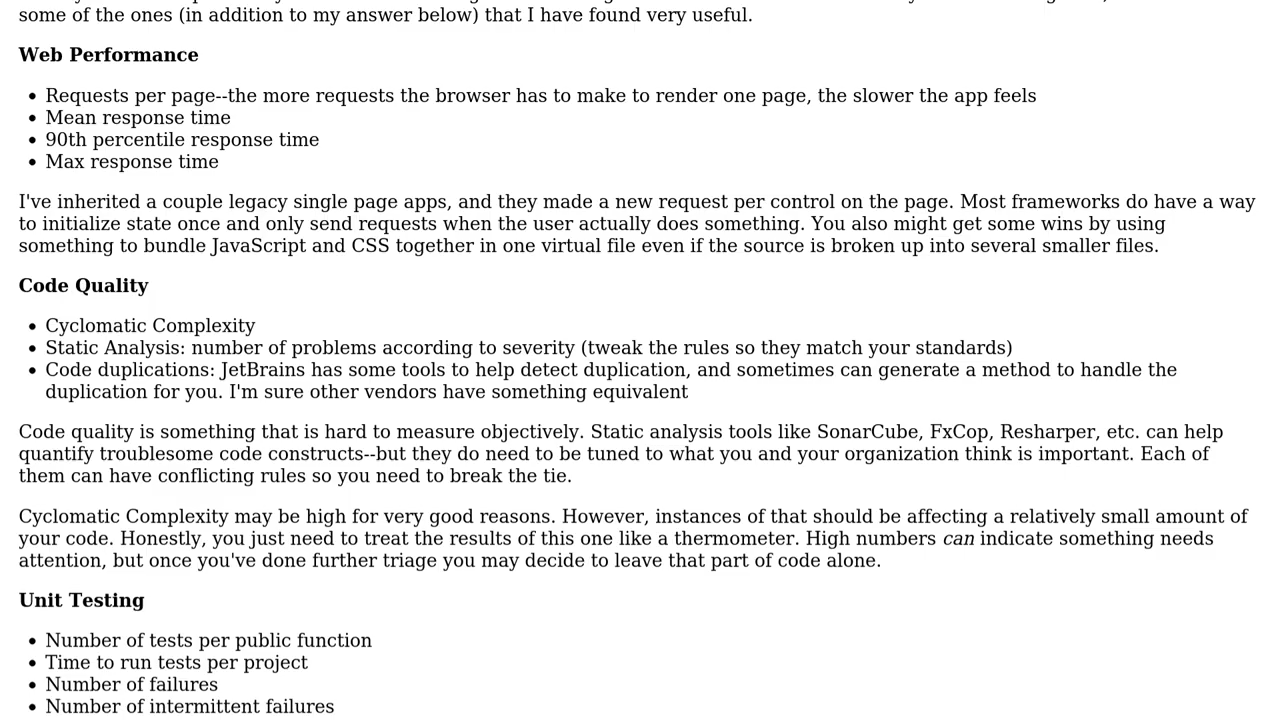 some of the ones (in addition to my answer below) that I have found very useful.
Web Performance
Requests per page--the more requests the browser has to make to render one page, the slower the app feels
Mean response time
90th percentile response time
Max response time
I've inherited a couple legacy single page apps, and they made a new request per control on the page. Most frameworks do have a way
to initialize state once and only send requests when the user actually does something. You also might get some wins by using
something to bundle JavaScript and CSS together in one virtual file even if the source is broken up into several smaller files.
Code Quality
Cyclomatic Complexity
Static Analysis: number of problems according to severity (tweak the rules so they match your standards)
Code duplications: JetBrains has some tools to help detect duplication, and sometimes can generate a method to handle the
duplication for you. I'm sure other vendors have something equivalent
Code quality is something that is hard to measure objectively. Static analysis tools like SonarCube, FxCop, Resharper, etc. can help
quantify troublesome code constructs--but they do need to be tuned to what you and your organization think is important. Each of
them can have conflicting rules so you need to break the tie.
Cyclomatic Complexity may be high for very good reasons. However, instances of that should be affecting a relatively small amount of
your code. Honestly, you just need to treat the results of this one like a thermometer. High numbers can indicate something needs
attention, but once you've done further triage you may decide to leave that part of code alone.
Unit Testing
Number of tests per public function
Time to run tests per project
Number of failures
Number of intermittent failures